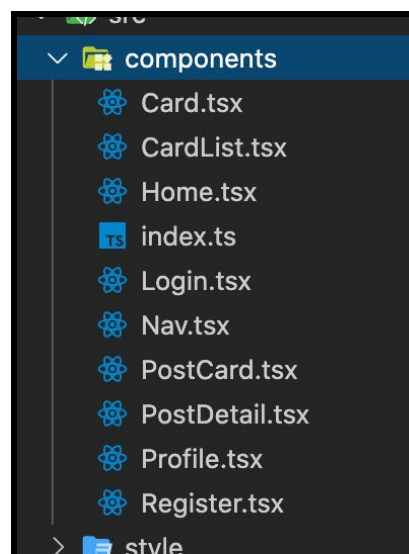 src
components
Card.tsx
CardList.tsx
Home.tsx
TS index.ts
Login.tsx
Nav.tsx
PostCard.tsx
PostDetail.tsx
Profile.tsx
Register.tsx
style